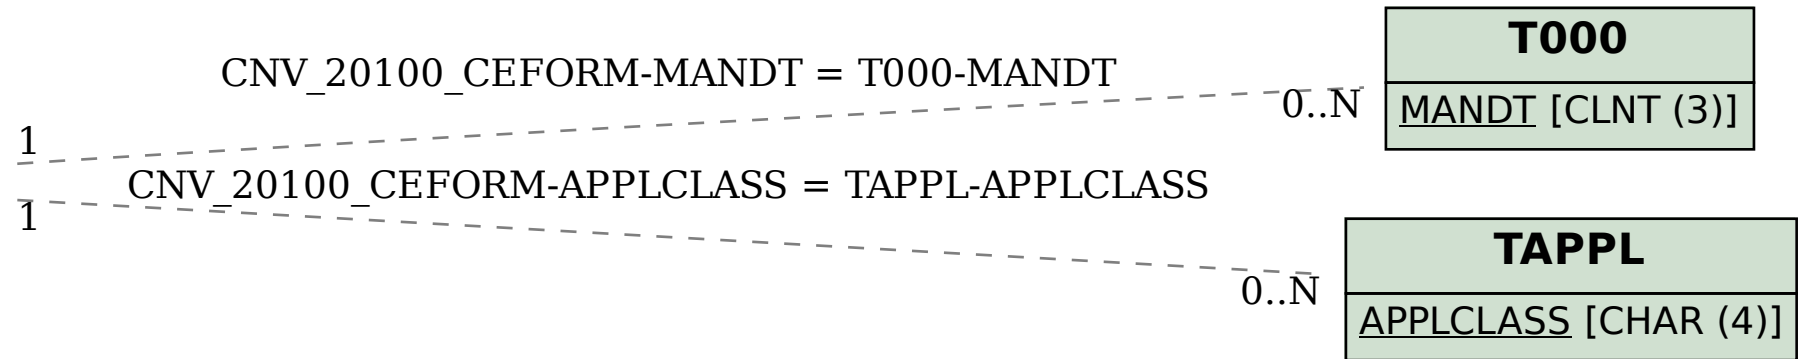 T000
CNV_20100_CEFORM-MANDT = T000-MANDT
0..N
MANDT [CLNT (3)]
1
CNV_20100_CEFORM-APPLCLASS = TAPPL-APPLCLASS
1
TAPPL
0..N
APPLCLASS [CHAR (4)]